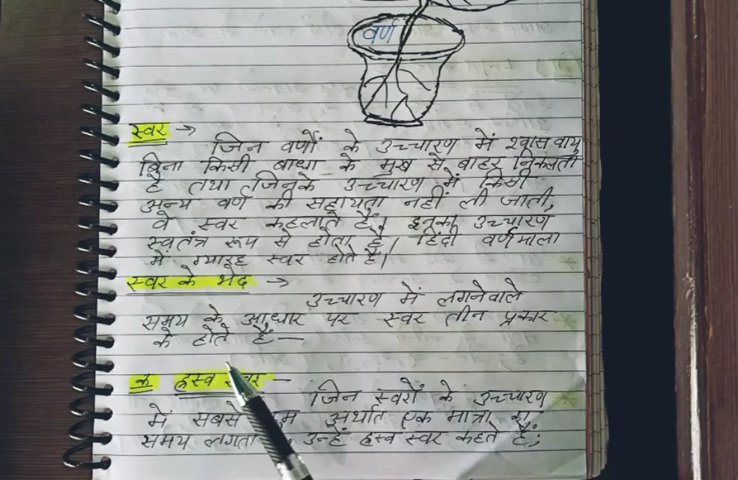 वर्ण
स्वर →
जिन वर्णों के उच्चारण में श्वास वायु
बिना किसी बाधा के मुख से बाहर निकलती
है तथा जिनके उच्चारण में किसी
अन्य वर्ण की सहायता नहीं ली जाती,
वे स्वर कहलाते हैं। इनका उच्चारण
स्वतंत्र रूप से होता है। हिंदी वर्णमाला
में ग्यारह स्वर होते हैं।
स्वर के भेद →
उच्चारण में लगनेवाले
समय के आधार पर स्वर तीन प्रकार
के होते हैं —
क ह्रस्व स्वर —
जिन स्वरों के उच्चारण
में सबसे अर्थात एक मात्रा का
समय लगता उन्हें ह्रस्व स्वर कहते हैं;